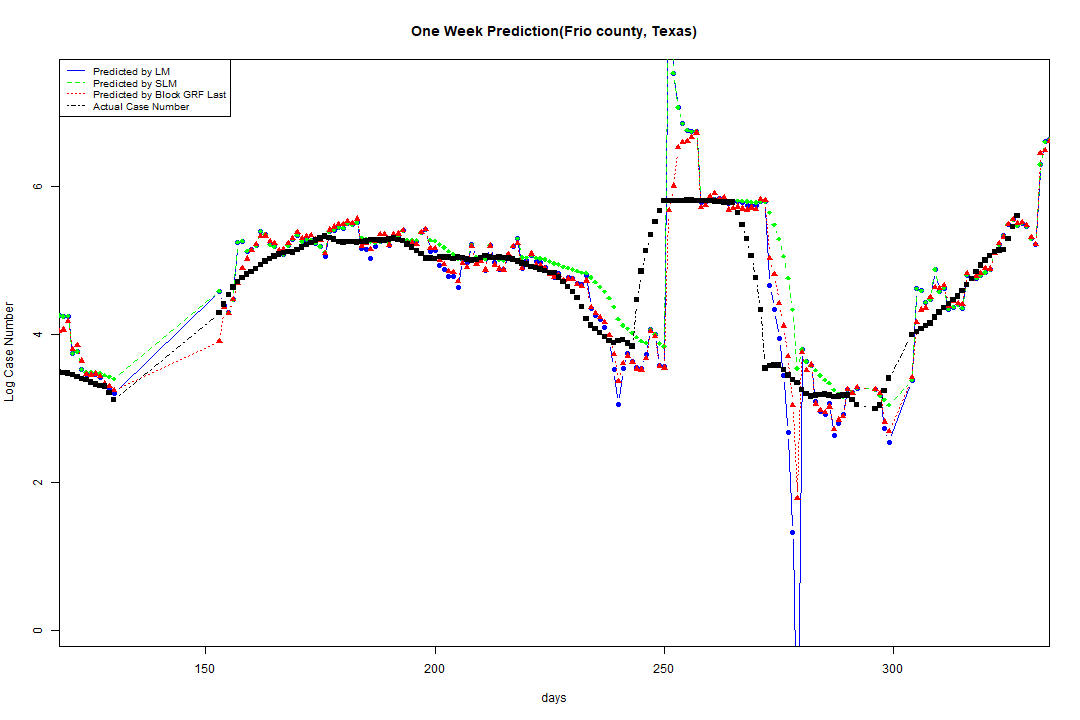 One Week Prediction(Frio county, Texas)
Predicted by LM
Predicted by SLM
Predicted by Block GRF Last
Actual Case Number
Log Case Number
6
4
2
0
150 200 250 300
days